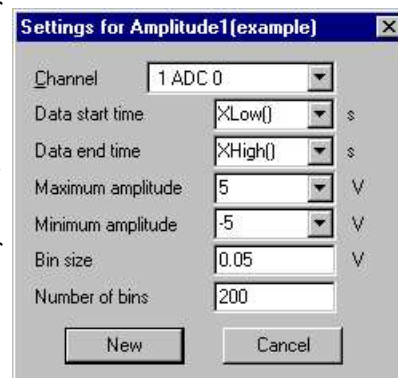 Settings for Amplitude1(example)
Channel 1 ADC 0
Data start time XLow() s
Data end time XHigh() s
Maximum amplitude 5 V
Minimum amplitude -5 V
Bin size 0.05 V
Number of bins 200
New Cancel